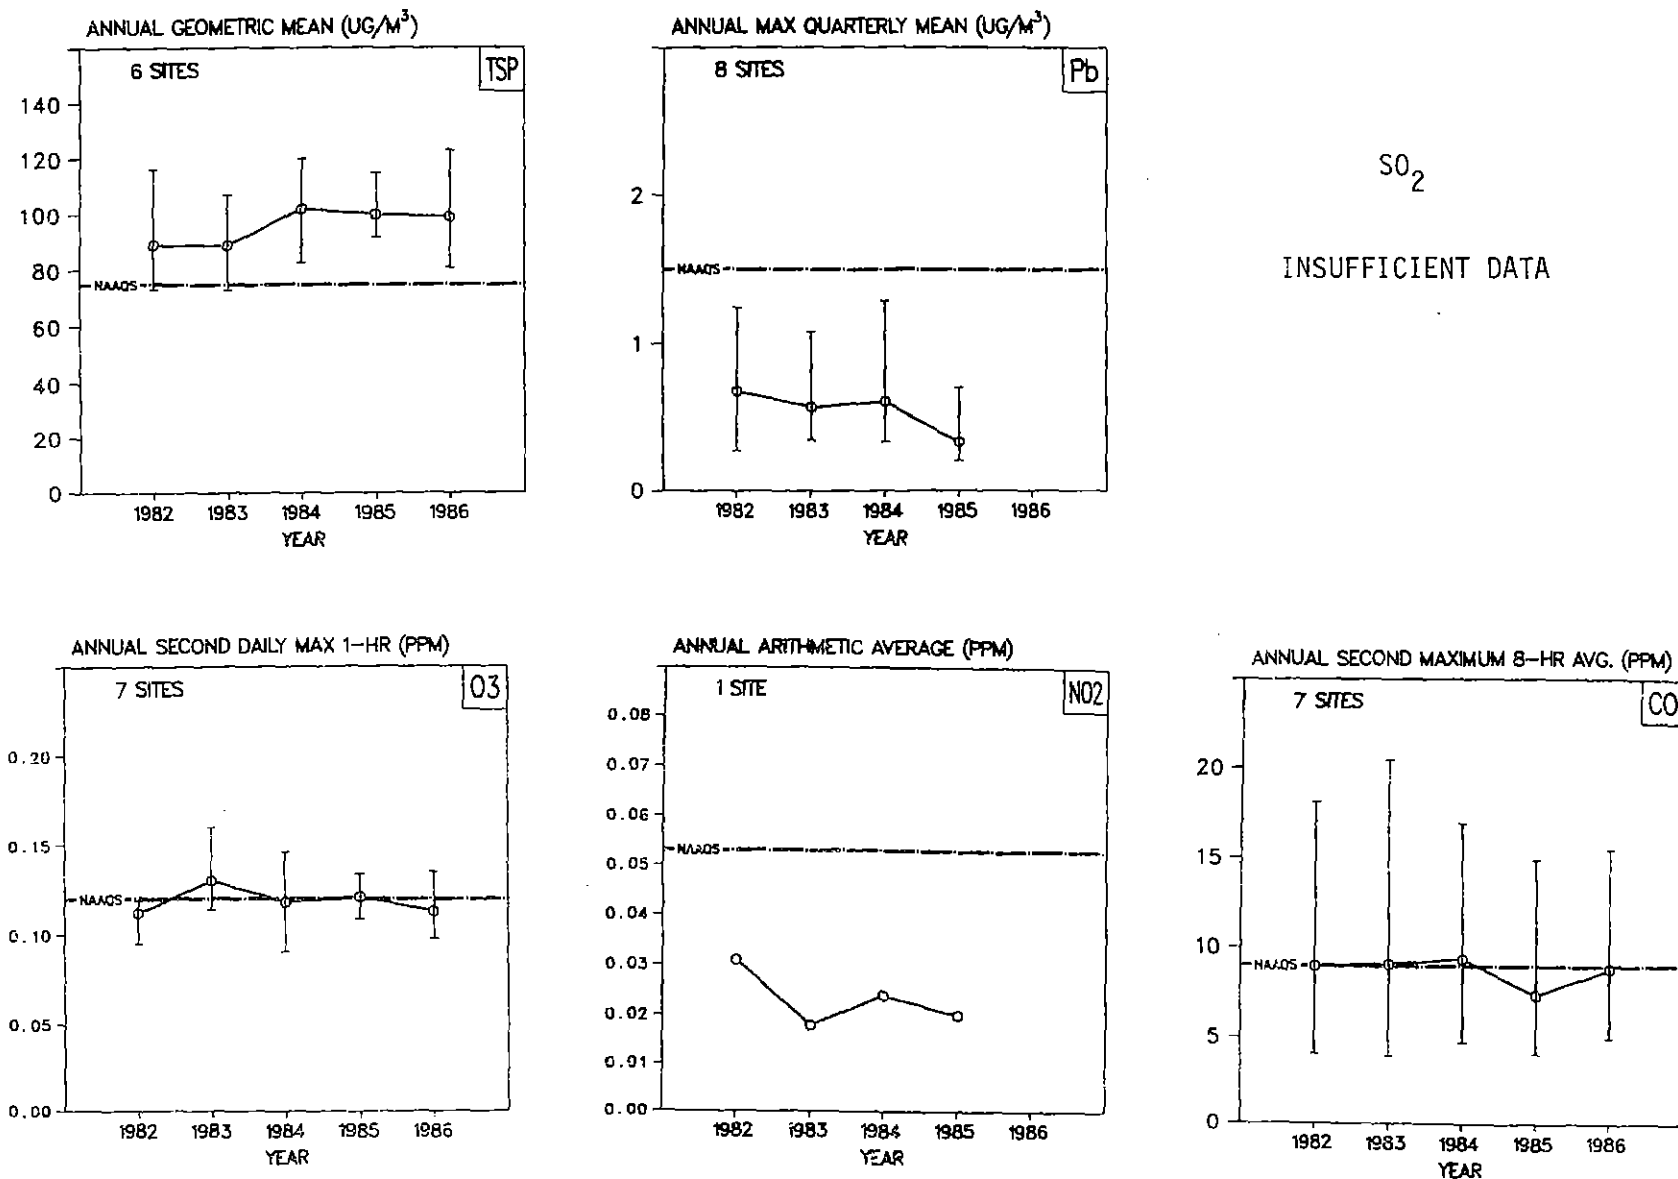 ANNUAL GEOMETRIC MEAN (UG/M³)
6 SITES
TSP
140
120
100
80
NAAQS
60
40
20
0
1982 1983 1984 1985 1986
YEAR
ANNUAL MAX QUARTERLY MEAN (UG/M³)
8 SITES
Pb
2
NAAQS
1
0
1982 1983 1984 1985 1986
YEAR
SO₂
INSUFFICIENT DATA
ANNUAL SECOND DAILY MAX 1-HR (PPM)
7 SITES
O3
0.20
0.15
NAAQS
0.10
0.05
0.00
1982 1983 1984 1985 1986
YEAR
ANNUAL ARITHMETIC AVERAGE (PPM)
1 SITE
NO2
0.08
0.07
0.06
NAAQS
0.05
0.04
0.03
0.02
0.01
0.00
1982 1983 1984 1985 1986
YEAR
ANNUAL SECOND MAXIMUM 8-HR AVG. (PPM)
7 SITES
CO
20
15
10
NAAQS
5
0
1982 1983 1984 1985 1986
YEAR